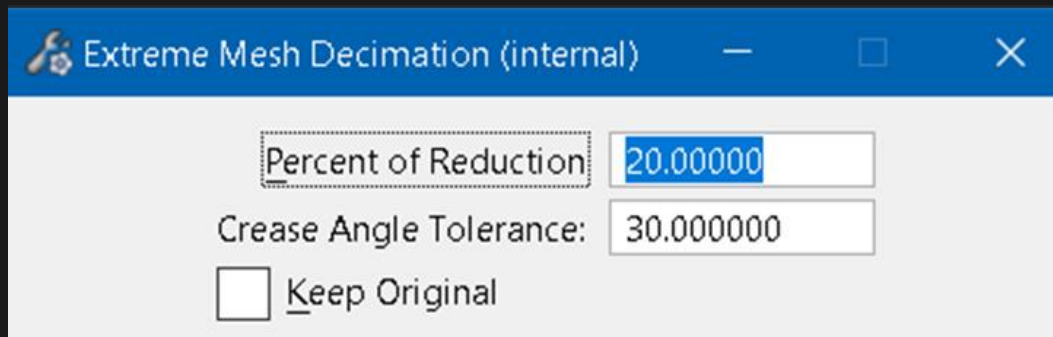 Extreme Mesh Decimation (internal)
Percent of Reduction 20.00000
Crease Angle Tolerance: 30.000000
Keep Original